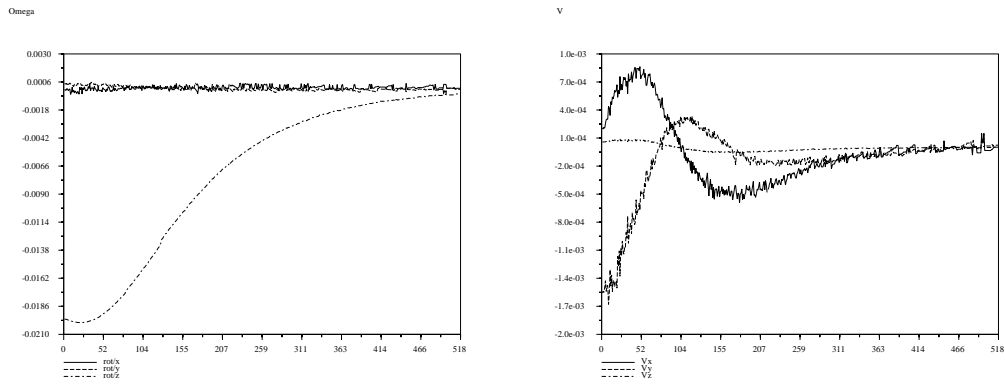 Omega
0.0030
0.0006
-0.0018
-0.0042
-0.0066
-0.0090
-0.0114
-0.0138
-0.0162
-0.0186
-0.0210
0 52 104 155 207 259 311 363 414 466 518
rot/x
rot/y
rot/z
V
1.0e-03
7.0e-04
4.0e-04
1.0e-04
-2.0e-04
-5.0e-04
-8.0e-04
-1.1e-03
-1.4e-03
-1.7e-03
-2.0e-03
0 52 104 155 207 259 311 363 414 466 518
Vx
Vy
Vz